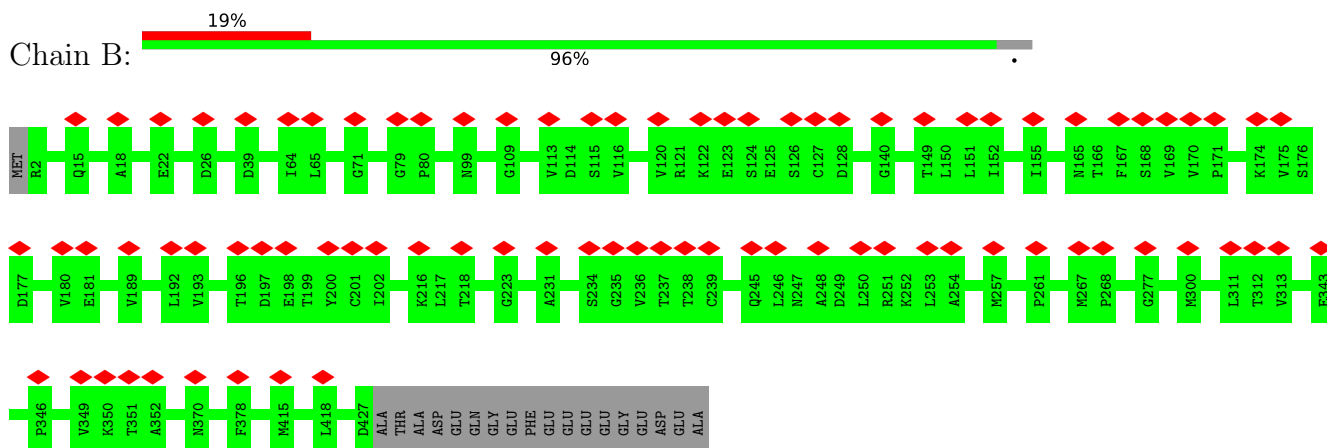 19%
Chain B:
96%
.
MET R2 Q15 A18 E22 D26 D39 I64 L65 G71 G79 P80 N99 G109 V113 D114 S115 V116 V120 R121 K122 E123 S124 E125 S126 C127 D128 G140 T149 L150 L151 I152 I155 N165 T166 F167 S168 V169 V170 P171 K174 V175 S176
D177 V180 E181 V189 L192 V193 T196 D197 E198 T199 Y200 C201 I202 K216 L217 T218 G223 A231 S234 G235 V236 T237 T238 C239 Q245 L246 N247 A248 D249 L250 R251 K252 L253 A254 M257 P261 M267 P268 G277 M300 L311 T312 V313 F343
P346 V349 K350 T351 A352 N370 F378 M415 L418 D427 ALA THR ALA ASP GLU GLN GLY GLU PHE GLU GLU GLU GLU GLY GLU ASP GLU ALA